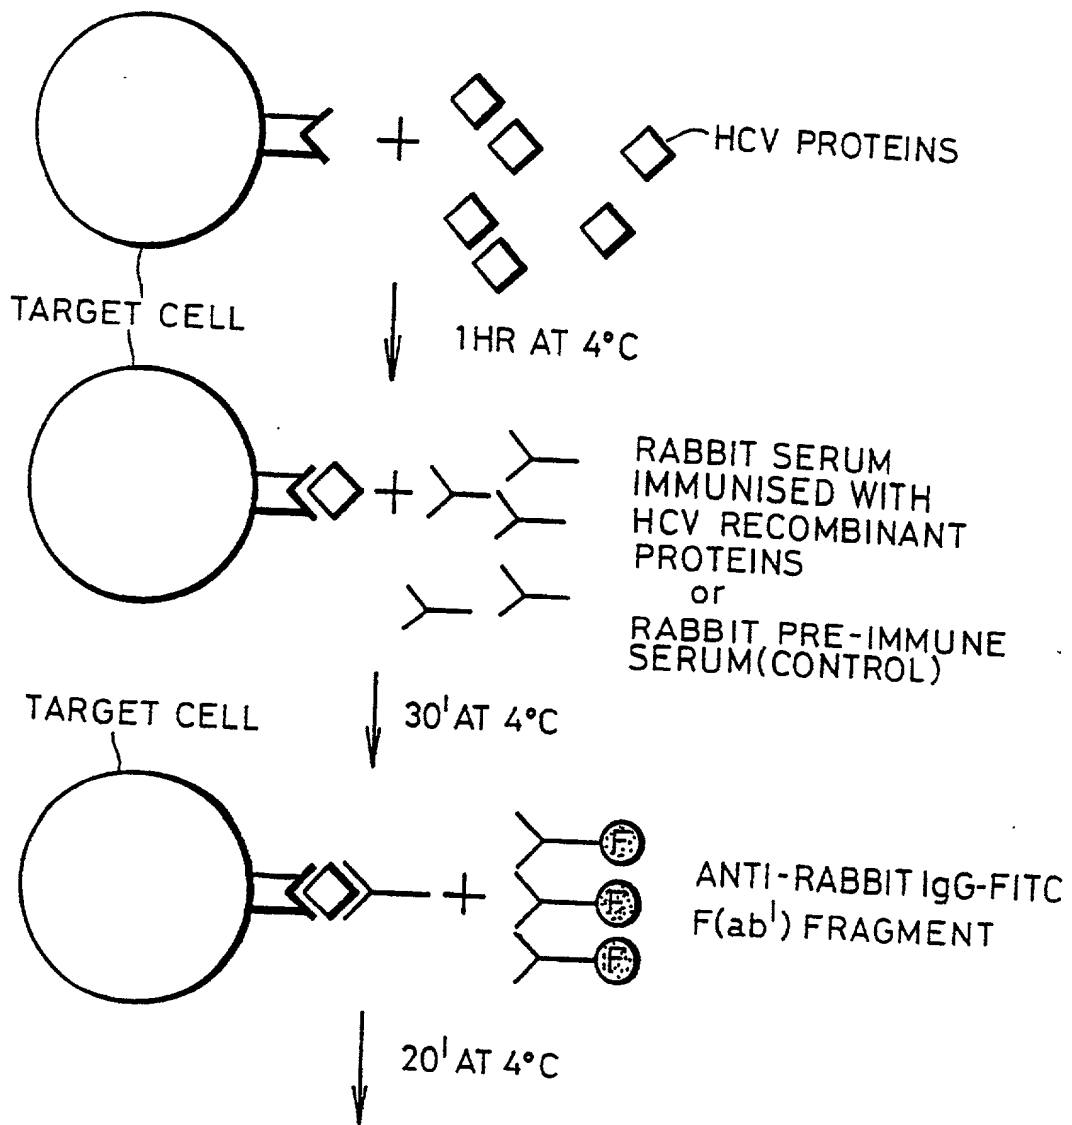 HCV PROTEINS
TARGET CELL
1HR AT 4°C
RABBIT SERUM
IMMUNISED WITH
HCV RECOMBINANT
PROTEINS
or
RABBIT PRE-IMMUNE
SERUM(CONTROL)
30' AT 4°C
TARGET CELL
F
F
F
ANTI-RABBIT IgG-FITC
F(ab') FRAGMENT
20' AT 4°C